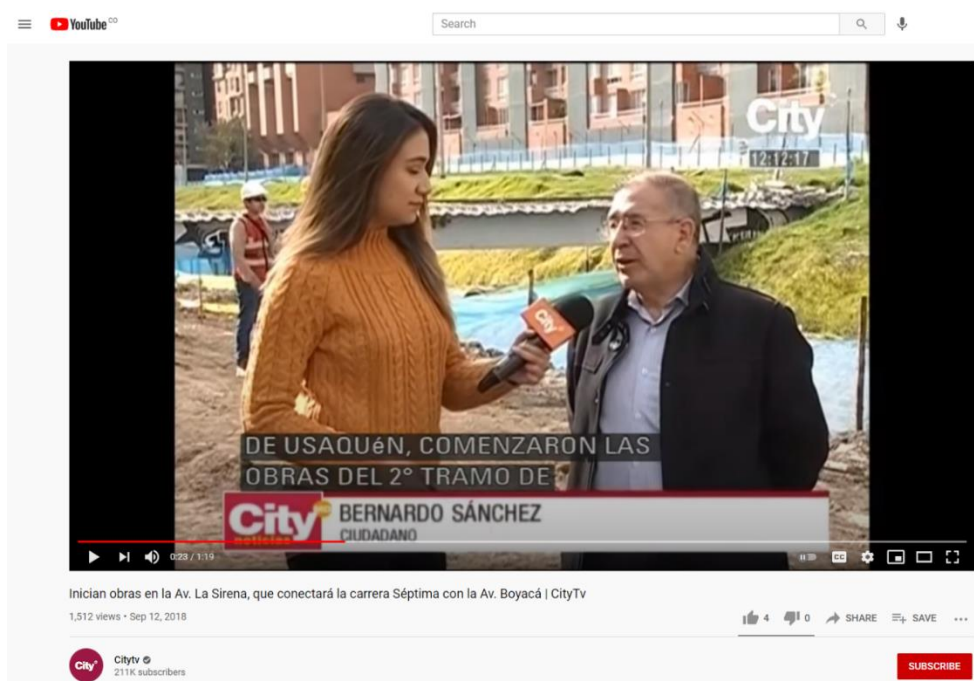 YouTube CO
Search
City
12:12:17
City
DE USAQUéN, COMENZARON LAS
OBRAS DEL 2° TRAMO DE
City noticias
BERNARDO SÁNCHEZ
CIUDADANO
0:23 / 1:19
CC
Inician obras en la Av. La Sirena, que conectará la carrera Séptima con la Av. Boyacá | CityTv
1,512 views • Sep 12, 2018
4 0 SHARE SAVE
City
Citytv
211K subscribers
SUBSCRIBE